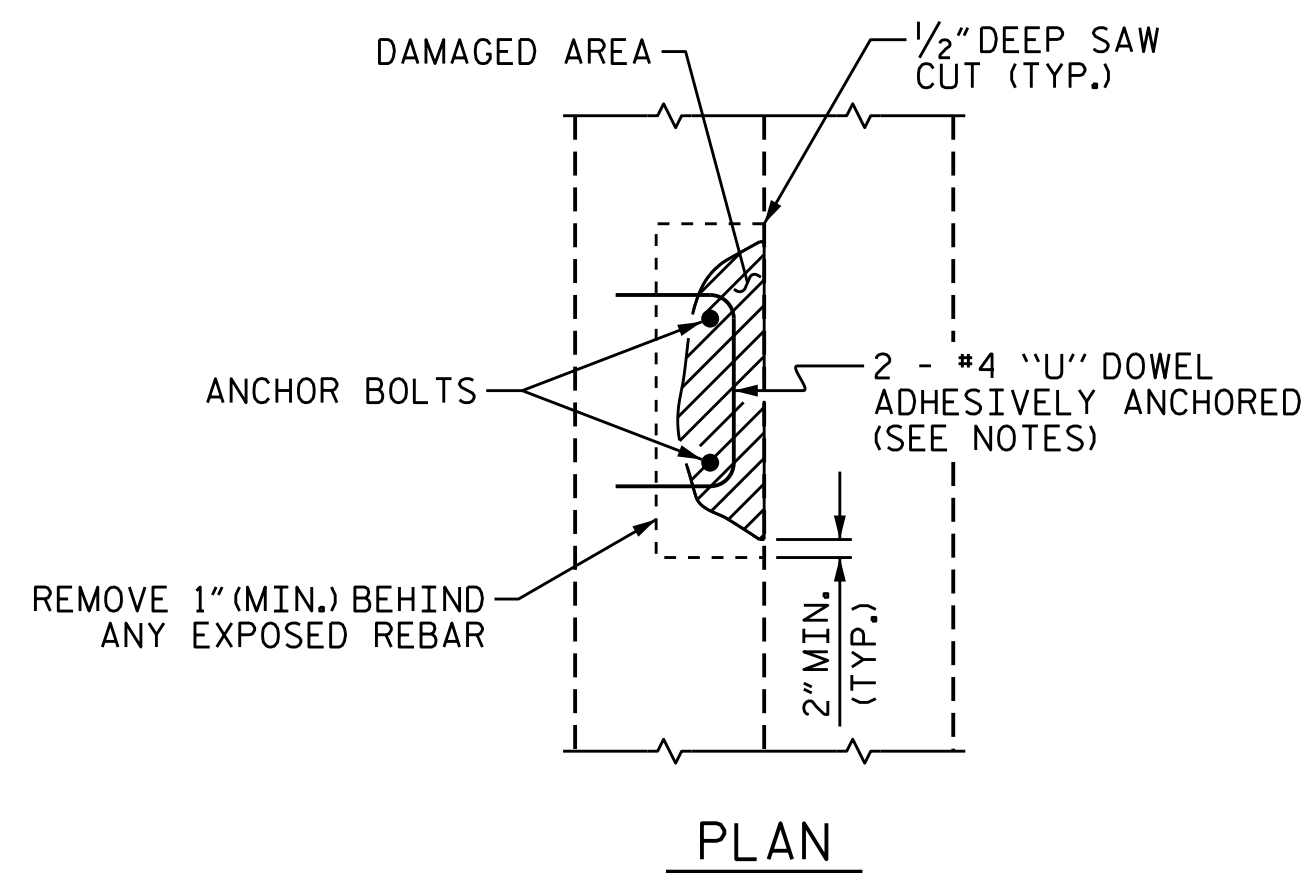 DAMAGED AREA
1/2" DEEP SAW
CUT (TYP.)
ANCHOR BOLTS
2 - #4 "U" DOWEL
ADHESIVELY ANCHORED
(SEE NOTES)
REMOVE 1" (MIN.) BEHIND
ANY EXPOSED REBAR
2" MIN.
(TYP.)
PLAN